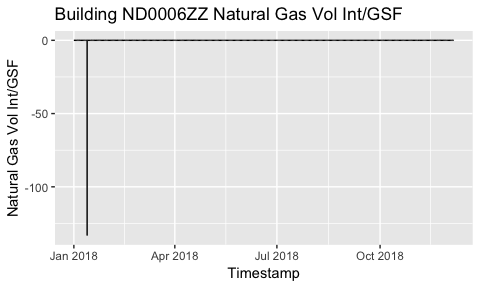 Building ND0006ZZ Natural Gas Vol Int/GSF
Natural Gas Vol Int/GSF
0
-50
-100
Jan 2018
Apr 2018
Jul 2018
Oct 2018
Timestamp